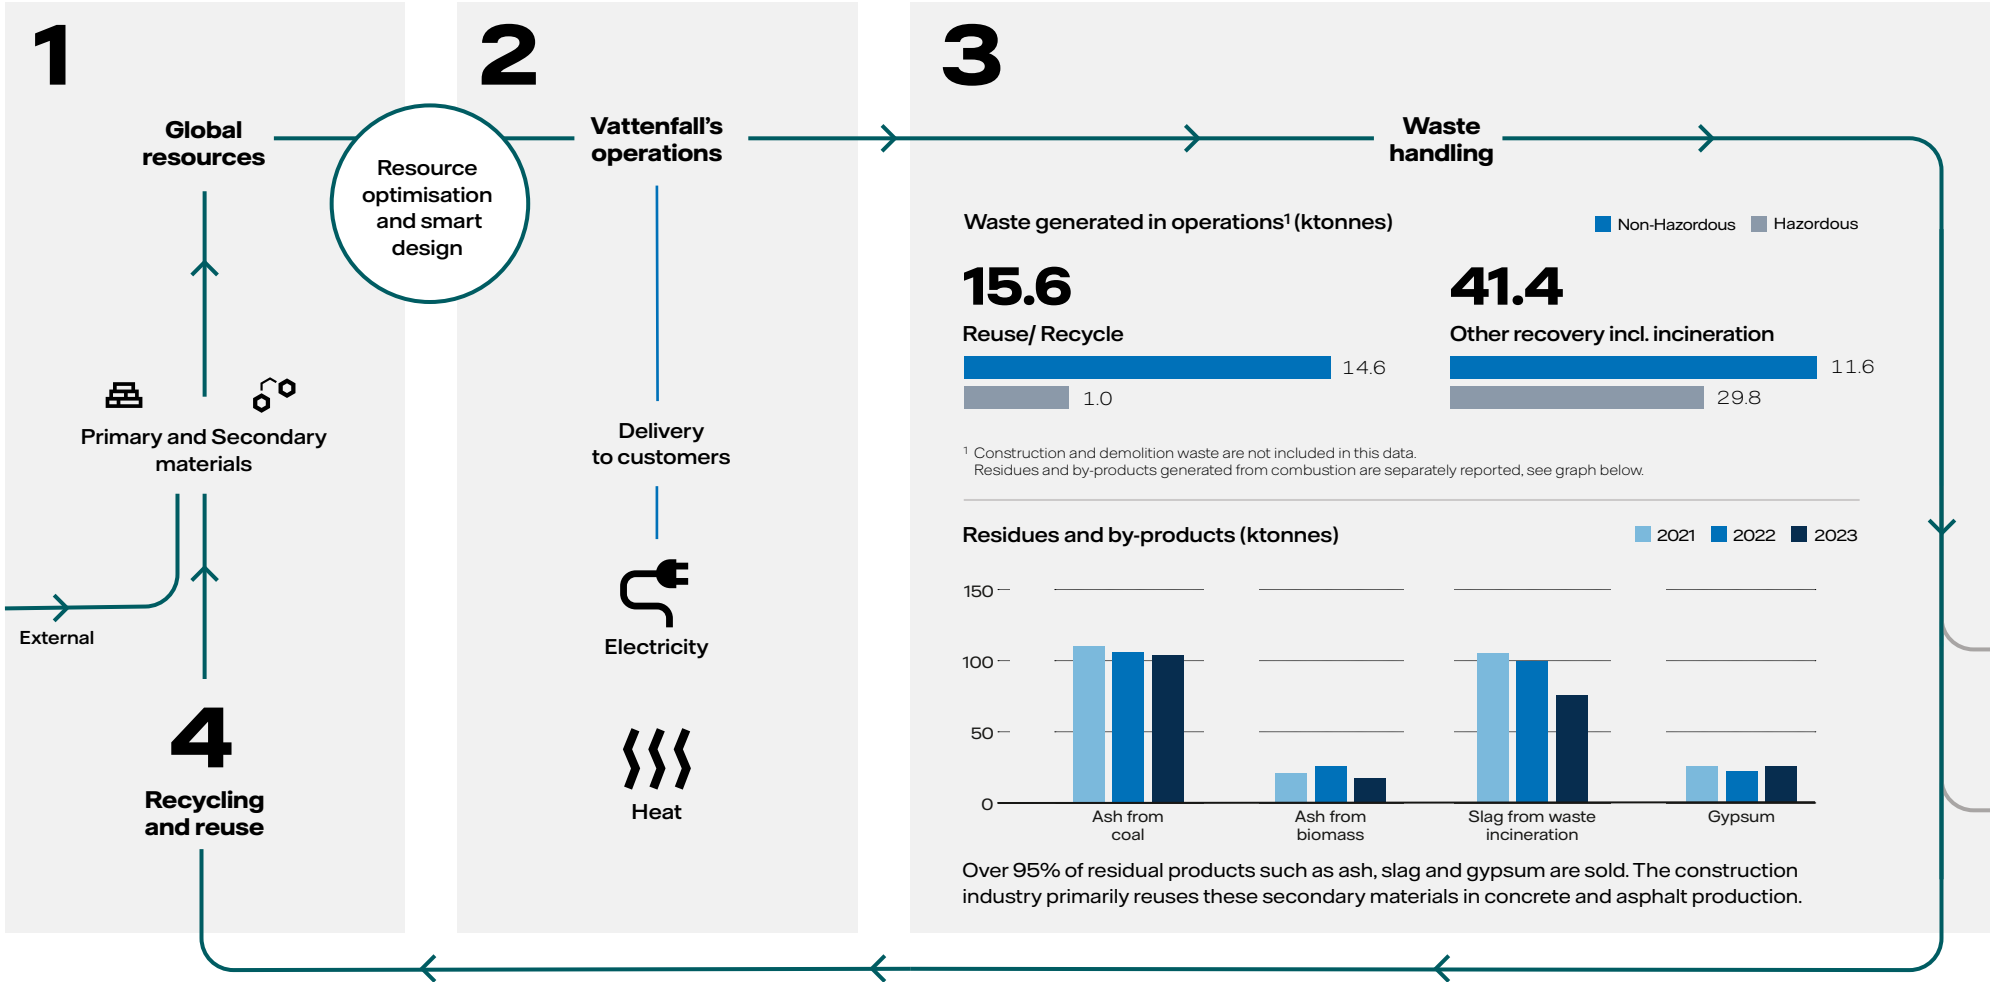 1
Global
resources
Resource
optimisation
and smart
design
Primary and Secondary
materials
External
4
Recycling
and reuse
2
Vattenfall's
operations
Delivery
to customers
Electricity
Heat
3
Waste
handling
Waste generated in operations¹ (ktonnes)
Non-Hazordous Hazordous
15.6
Reuse/ Recycle
14.6
1.0
41.4
Other recovery incl. incineration
11.6
29.8
¹ Construction and demolition waste are not included in this data.
Residues and by-products generated from combustion are separately reported, see graph below.
Residues and by-products (ktonnes)
2021 2022 2023
150
100
50
0
Ash from
coal
Ash from
biomass
Slag from waste
incineration
Gypsum
Over 95% of residual products such as ash, slag and gypsum are sold. The construction
industry primarily reuses these secondary materials in concrete and asphalt production.